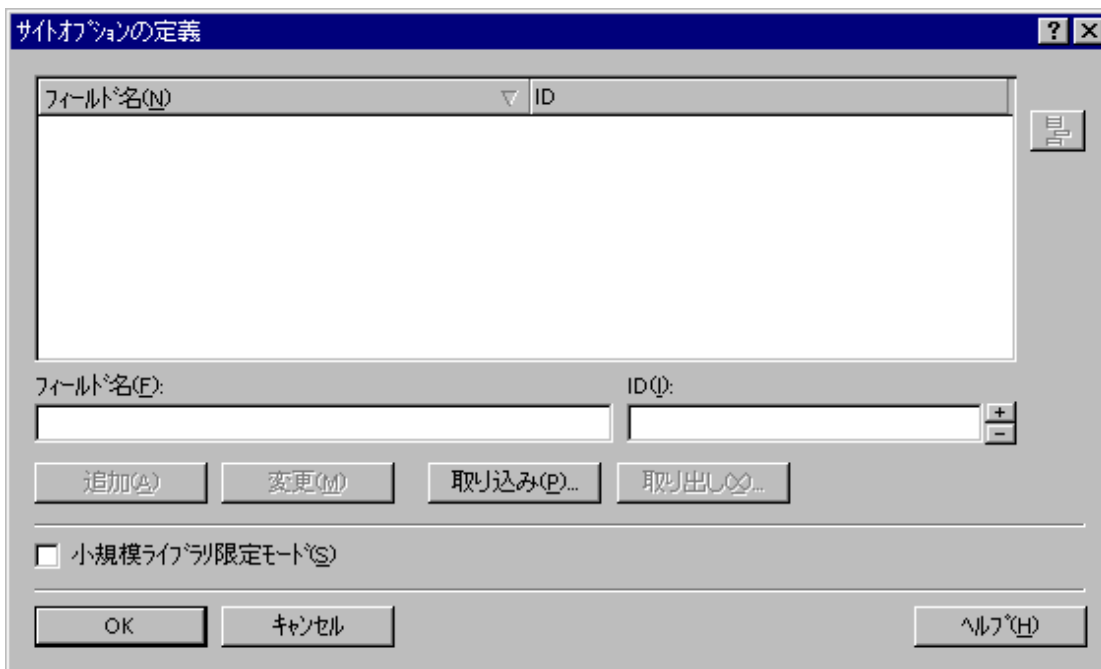 サイトオプションの定義
フィールド名(N)
ID
フィールド名(F):
ID(I):
追加(A)
変更(M)
取り込み(P)...
取り出し(X)...
小規模ライブラリ限定モード(S)
OK
キャンセル
ヘルプ(H)